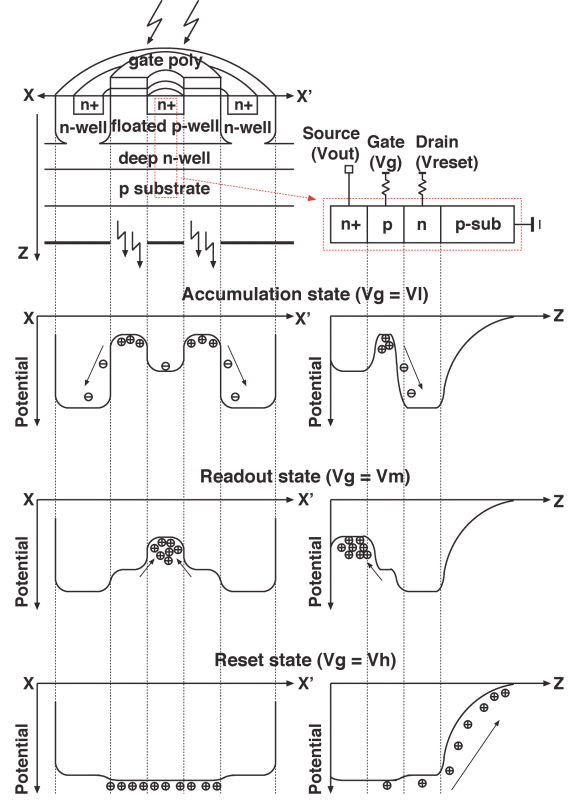 gate poly
X X'
n+ n+ n+
n-well floated p-well n-well
deep n-well
p substrate
Z
Source
(Vout)
Gate
(Vg)
Drain
(Vreset)
n+ p n p-sub
Accumulation state (Vg = Vl)
X X' Z
Potential Potential
Readout state (Vg = Vm)
X X' Z
Potential Potential
Reset state (Vg = Vh)
X X' Z
Potential Potential